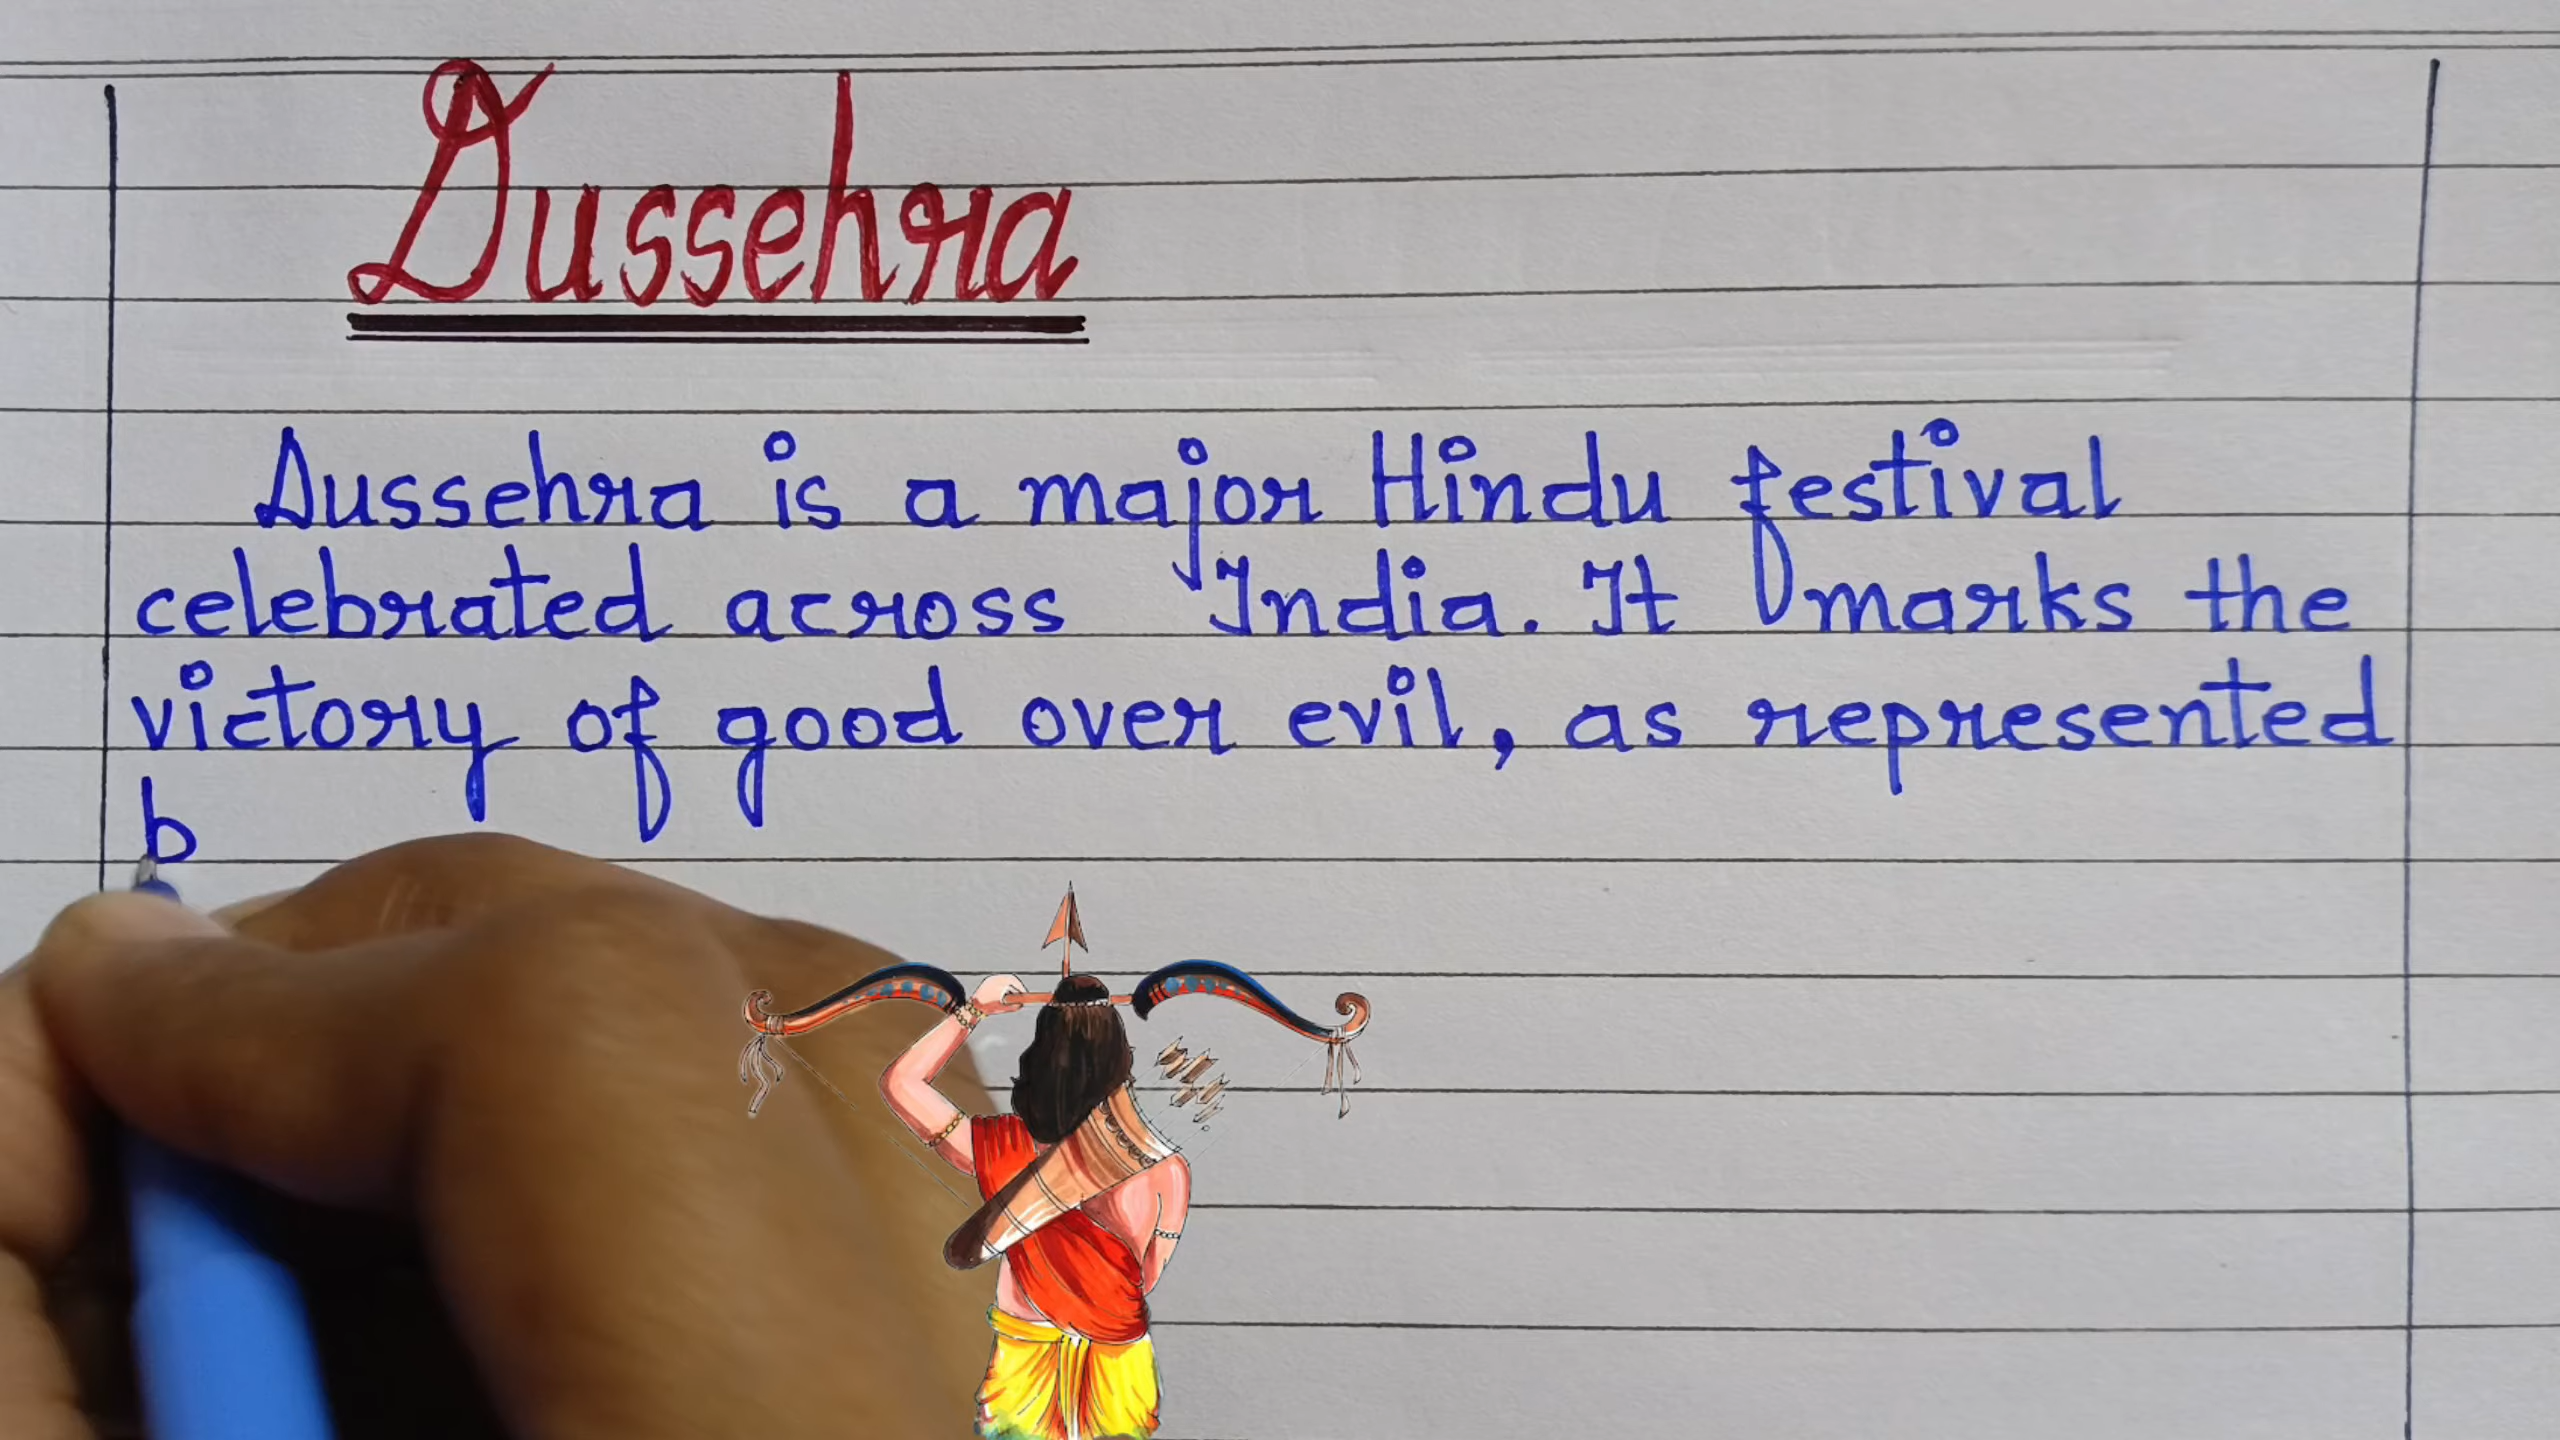 Dussehra
Dussehra is a major Hindu festival
celebrated across India. It marks the
victory of good over evil, as represented
b